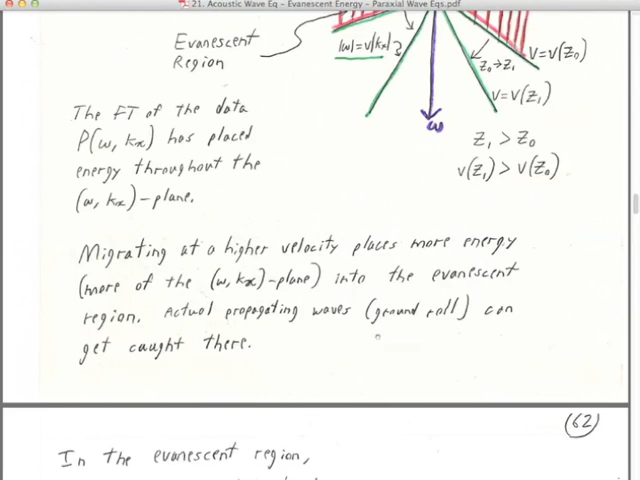 21. Acoustic Wave Eq – Evanescent Energy – Paraxial Wave Eqs.pdf
Evanescent
Region
|ω| = v|kx|
z₀→z₁
V=V(z₀)
V=V(z₁)
ω
z₁ > z₀
v(z₁) > v(z₀)
The FT of the data
P(ω, kx) has placed
energy throughout the
(ω, kx)-plane.
Migrating at a higher velocity places more energy
(more of the (ω, kx)-plane) into the evanescent
region. Actual propagating waves (ground roll) can
get caught there.
(62)
In the evanescent region,